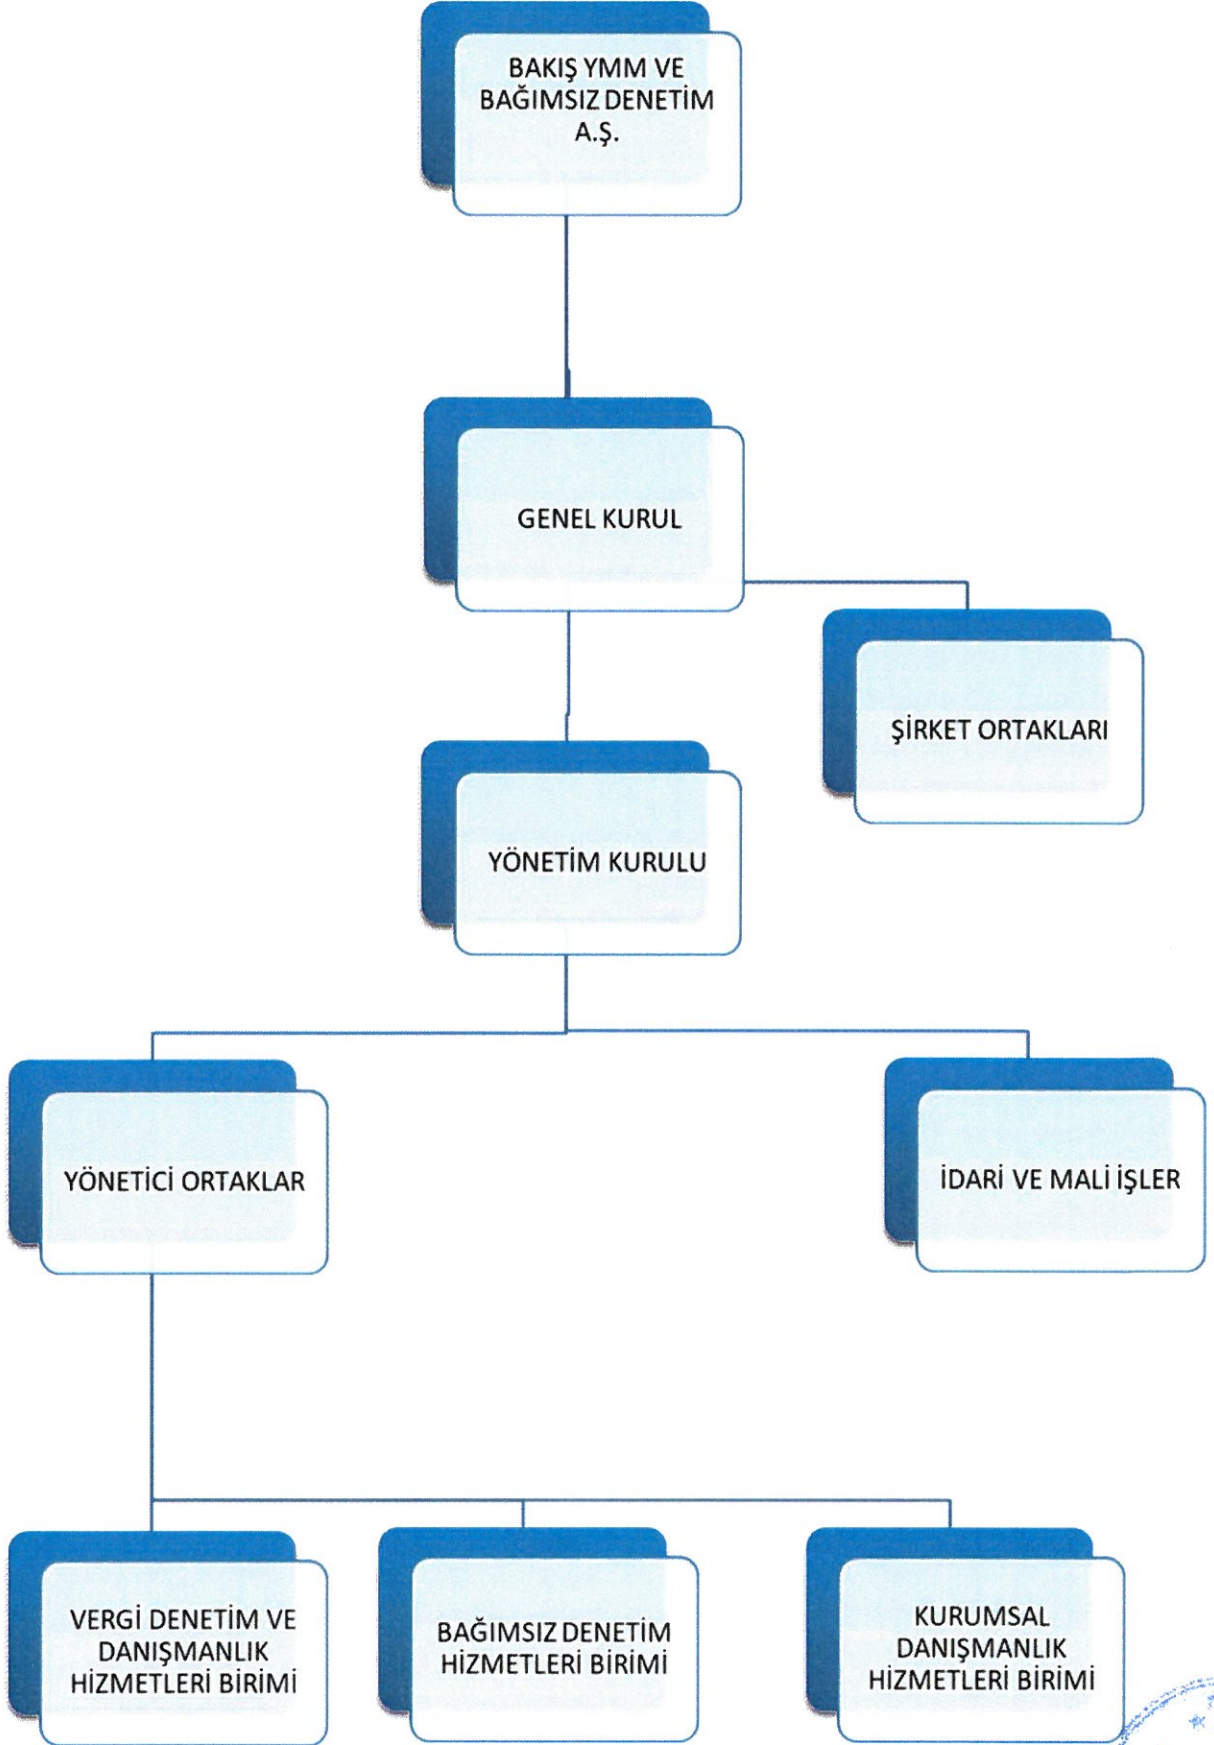 BAKIŞ YMM VE
BAĞIMSIZ DENETİM
A.Ş.
GENEL KURUL
ŞİRKET ORTAKLARI
YÖNETİM KURULU
YÖNETİCİ ORTAKLAR
İDARİ VE MALİ İŞLER
VERGİ DENETİM VE
DANIŞMANLIK
HİZMETLERİ BİRİMİ
BAĞIMSIZ DENETİM
HİZMETLERİ BİRİMİ
KURUMSAL
DANIŞMANLIK
HİZMETLERİ BİRİMİ